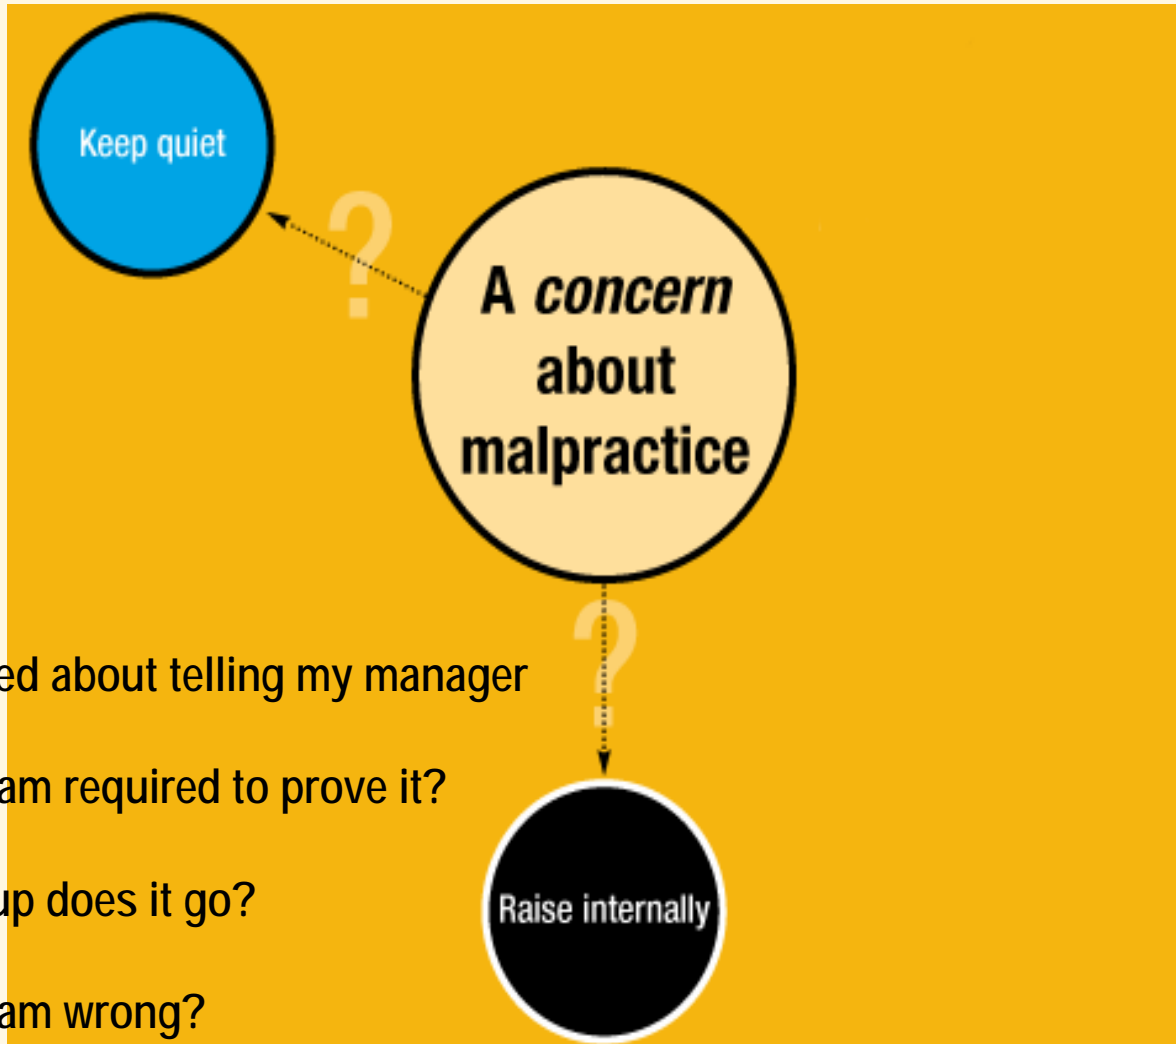 Keep quiet
?
A concern
about
malpractice
?
ed about telling my manager
am required to prove it?
up does it go?
am wrong?
Raise internally